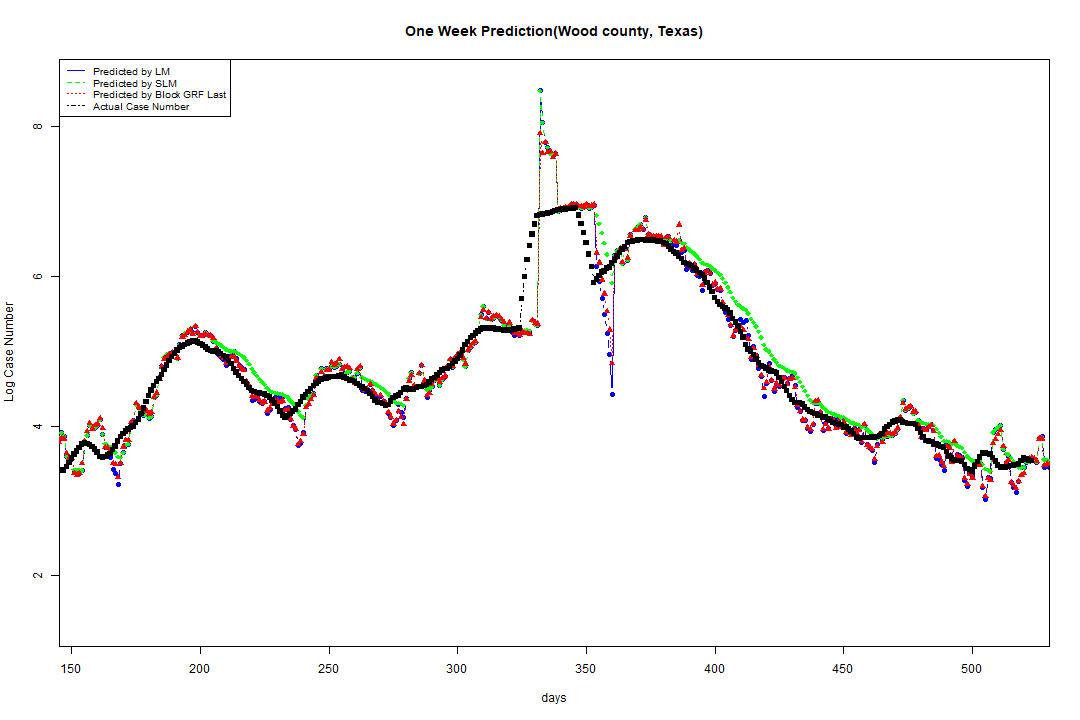 One Week Prediction(Wood county, Texas)
Predicted by LM
Predicted by SLM
Predicted by Block GRF Last
Actual Case Number
8
6
4
2
Log Case Number
150 200 250 300 350 400 450 500
days